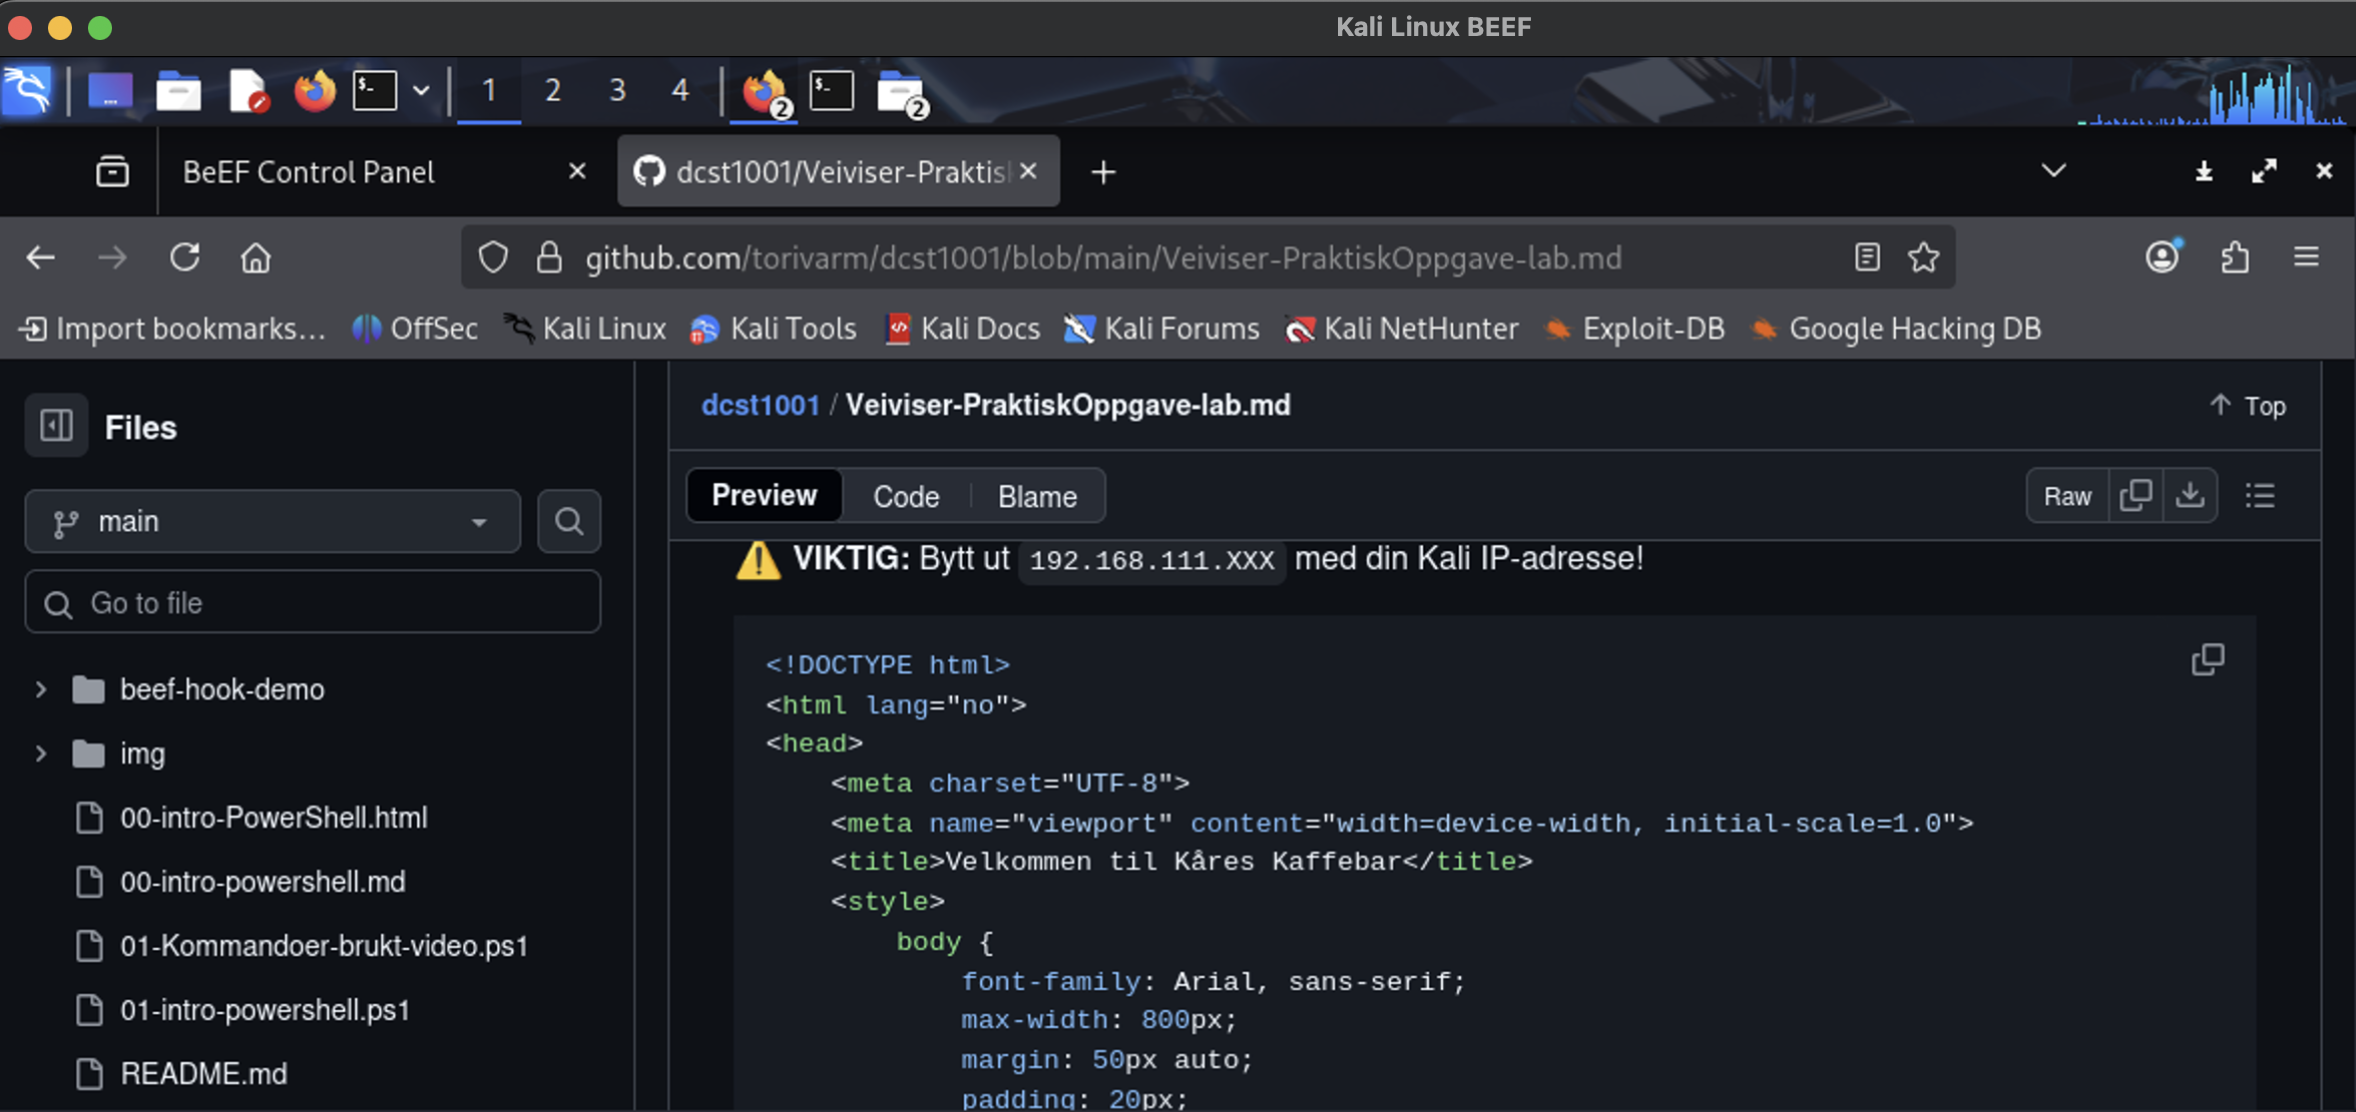 Kali Linux BEEF
1 2 3 4 2 2
BeEF Control Panel
dcst1001/Veiviser-Praktis
github.com/torivarm/dcst1001/blob/main/Veiviser-PraktiskOppgave-lab.md
Import bookmarks... OffSec Kali Linux Kali Tools Kali Docs Kali Forums Kali NetHunter Exploit-DB Google Hacking DB
Files
main
Go to file
beef-hook-demo
img
00-intro-PowerShell.html
00-intro-powershell.md
01-Kommandoer-brukt-video.ps1
01-intro-powershell.ps1
README.md
dcst1001 / Veiviser-PraktiskOppgave-lab.md
Top
Preview Code Blame
Raw
VIKTIG: Bytt ut 192.168.111.XXX med din Kali IP-adresse!
<!DOCTYPE html>
<html lang="no">
<head>
    <meta charset="UTF-8">
    <meta name="viewport" content="width=device-width, initial-scale=1.0">
    <title>Velkommen til Kåres Kaffebar</title>
    <style>
        body {
            font-family: Arial, sans-serif;
            max-width: 800px;
            margin: 50px auto;
            padding: 20px;